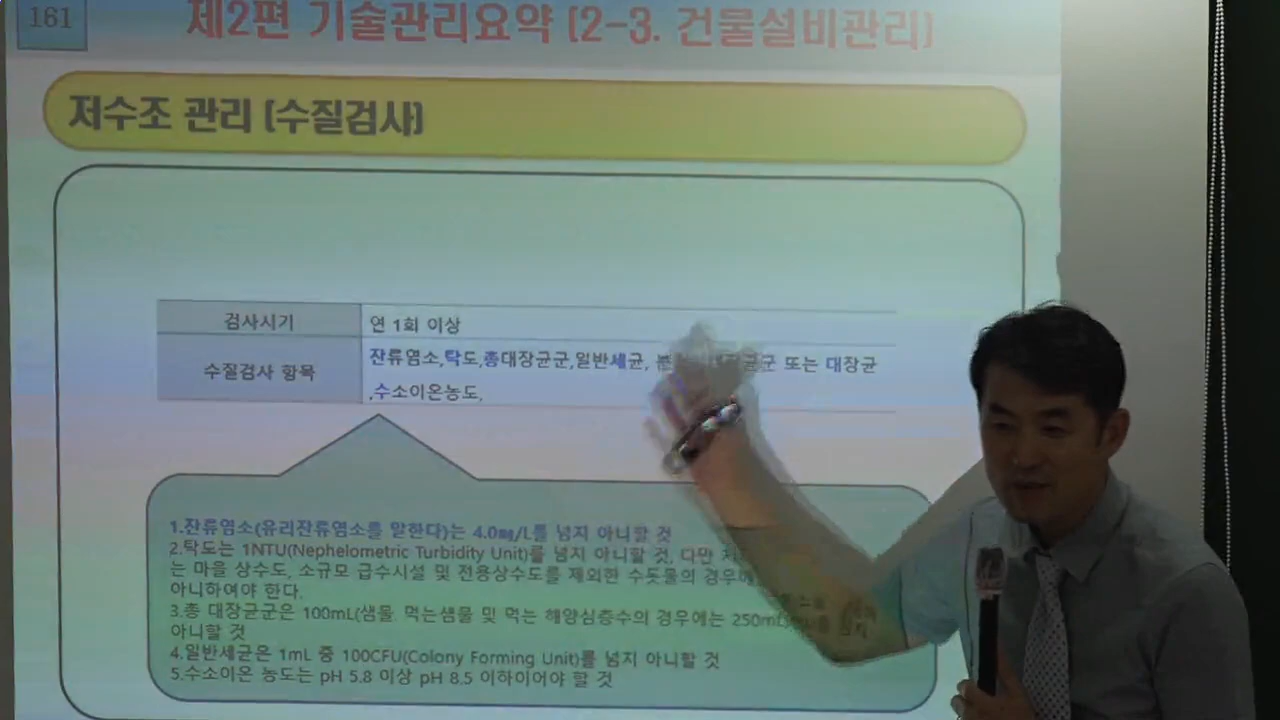 161
제2편 기술관리요약 (2-3. 건물설비관리)
저수조 관리 (수질검사)
검사시기
연 1회 이상
수질검사 항목
잔류염소,탁도,총대장균군,일반세균, 또는 대장균
,수소이온농도,
1.잔류염소(유리잔류염소를 말한다)는 4.0㎎/L를 넘지 아니할 것
2.탁도는 1NTU(Nephelometric Turbidity Unit)를 넘지 아니할 것, 다만
는 마을 상수도, 소규모 급수시설 및 전용상수도를 제외한 수돗물의 경우에
아니하여야 한다.
3.총 대장균군은 100mL(샘물 먹는샘물 및 먹는 해양심층수의 경우에는 250mL)
아니할 것
4.일반세균은 1mL 중 100CFU(Colony Forming Unit)를 넘지 아니할 것
5.수소이온 농도는 pH 5.8 이상 pH 8.5 이하이어야 할 것